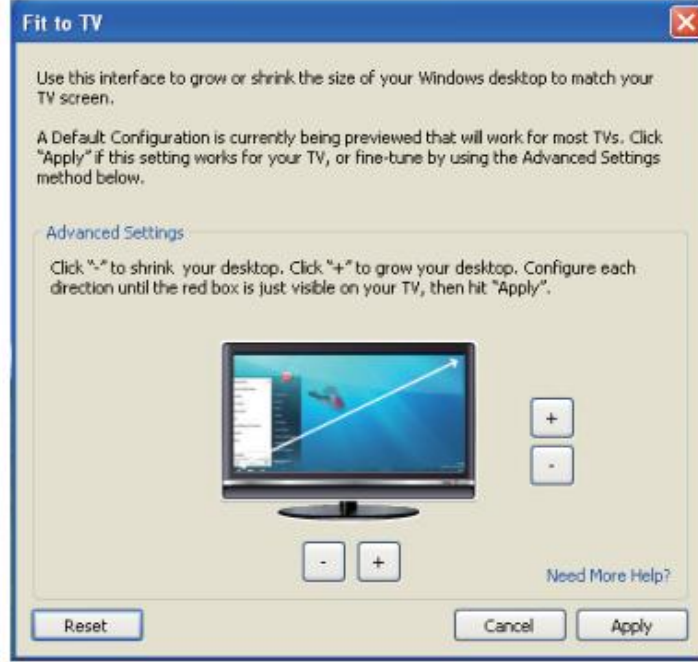 Fit to TV
Use this interface to grow or shrink the size of your Windows desktop to match your
TV screen.
A Default Configuration is currently being previewed that will work for most TVs. Click
"Apply" if this setting works for your TV, or fine-tune by using the Advanced Settings
method below.
Advanced Settings
Click "-" to shrink your desktop. Click "+" to grow your desktop. Configure each
direction until the red box is just visible on your TV, then hit "Apply".
+
-
- +
Need More Help?
Reset Cancel Apply